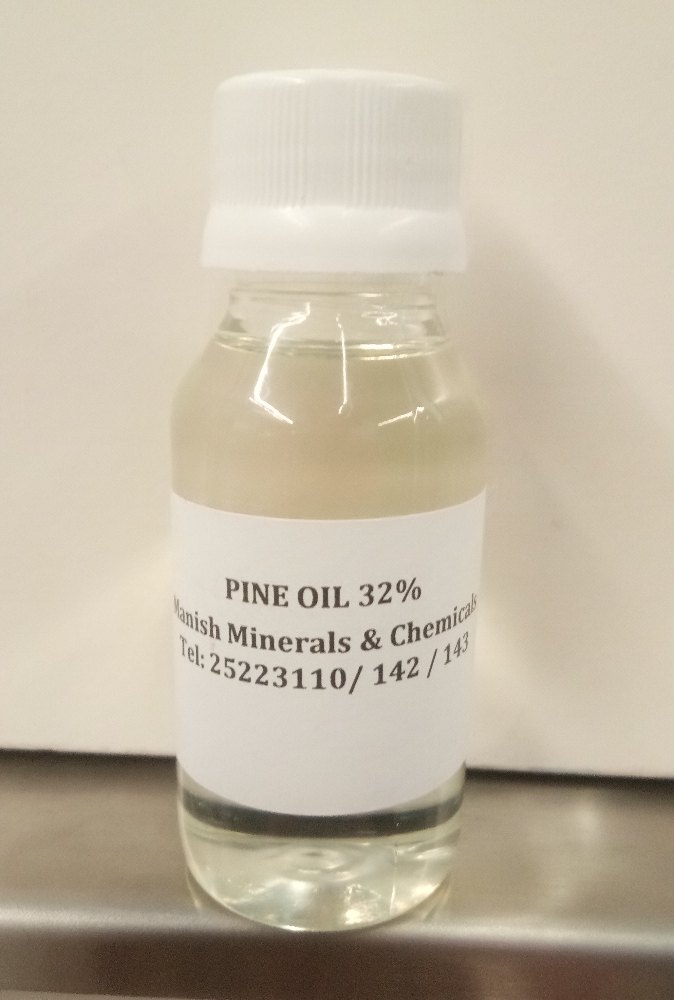 PINE OIL 32%
Manish Minerals & Chemicals
Tel: 25223110/ 142 / 143